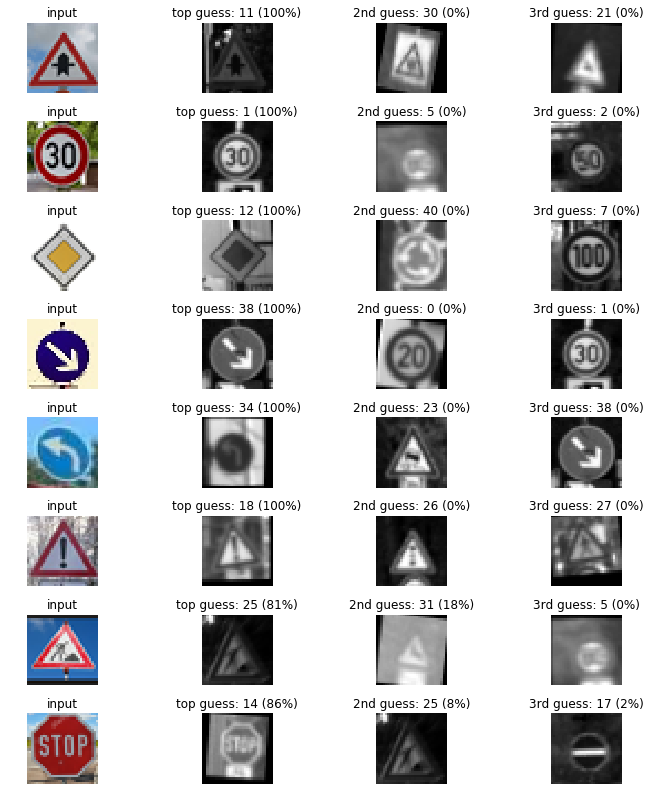 input top guess: 11 (100%) 2nd guess: 30 (0%) 3rd guess: 21 (0%)
input top guess: 1 (100%) 2nd guess: 5 (0%) 3rd guess: 2 (0%)
30 30 50
input top guess: 12 (100%) 2nd guess: 40 (0%) 3rd guess: 7 (0%)
100
input top guess: 38 (100%) 2nd guess: 0 (0%) 3rd guess: 1 (0%)
20 30
input top guess: 34 (100%) 2nd guess: 23 (0%) 3rd guess: 38 (0%)
input top guess: 18 (100%) 2nd guess: 26 (0%) 3rd guess: 27 (0%)
input top guess: 25 (81%) 2nd guess: 31 (18%) 3rd guess: 5 (0%)
input top guess: 14 (86%) 2nd guess: 25 (8%) 3rd guess: 17 (2%)
STOP STOP